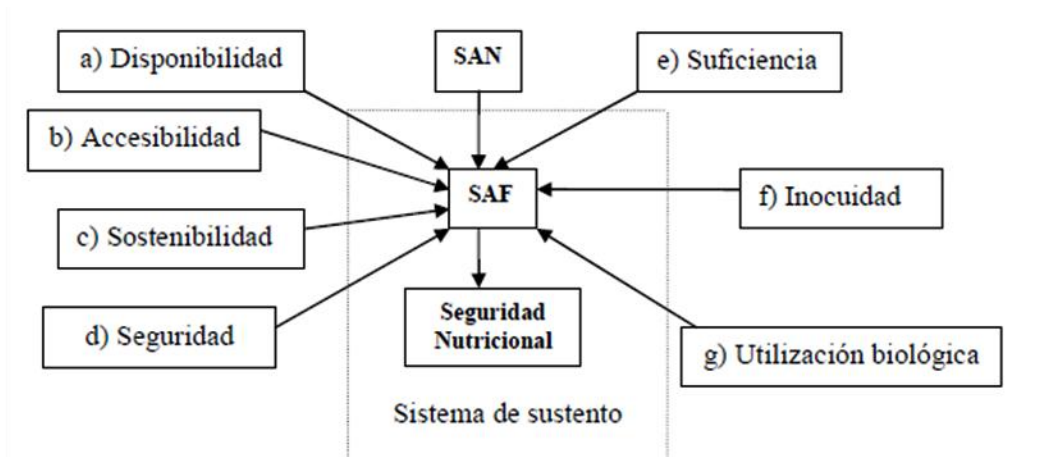 a) Disponibilidad
SAN
e) Suficiencia
b) Accesibilidad
SAF
f) Inocuidad
c) Sostenibilidad
Seguridad
Nutricional
d) Seguridad
g) Utilización biológica
Sistema de sustento